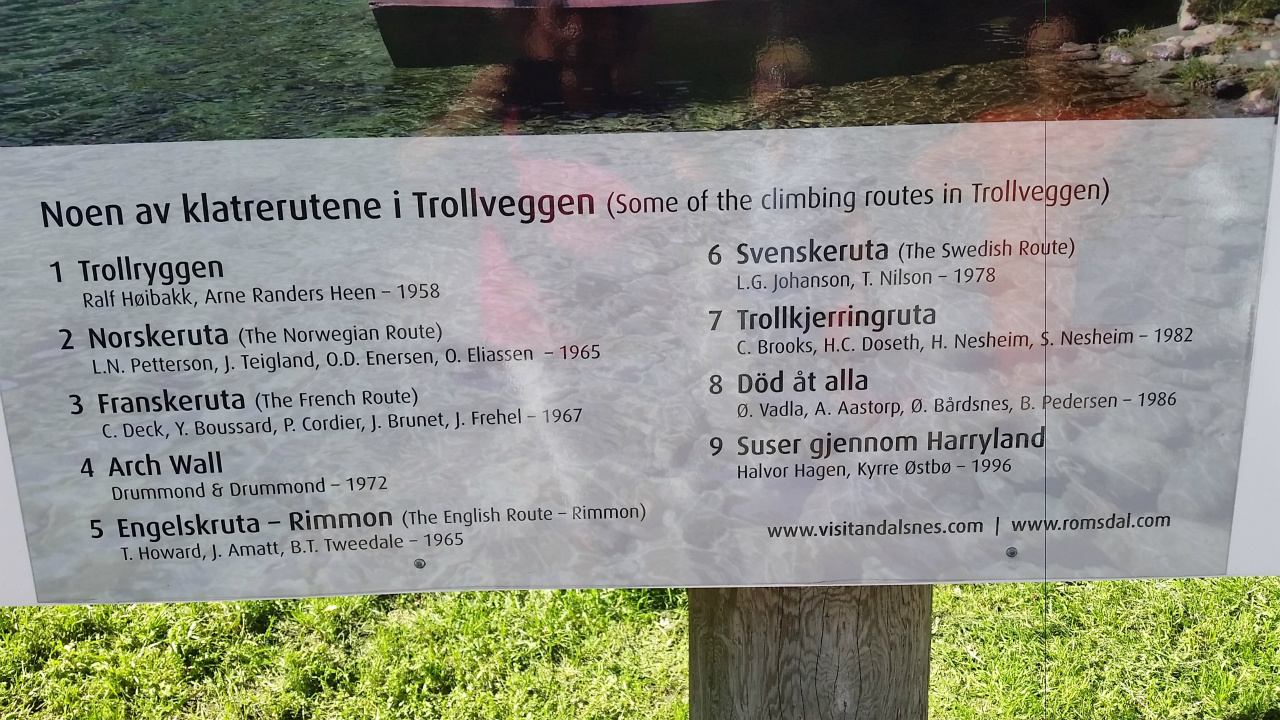 Noen av klatrerutene i Trollveggen (Some of the climbing routes in Trollveggen)
1 Trollryggen
Ralf Høibakk, Arne Randers Heen – 1958
2 Norskeruta (The Norwegian Route)
L.N. Petterson, J. Teigland, O.D. Enersen, O. Eliassen – 1965
3 Franskeruta (The French Route)
C. Deck, Y. Boussard, P. Cordier, J. Brunet, J. Frehel – 1967
4 Arch Wall
Drummond & Drummond – 1972
5 Engelskruta – Rimmon (The English Route – Rimmon)
T. Howard, J. Amatt, B.T. Tweedale – 1965
6 Svenskeruta (The Swedish Route)
L.G. Johanson, T. Nilson – 1978
7 Trollkjerringruta
C. Brooks, H.C. Doseth, H. Nesheim, S. Nesheim – 1982
8 Död åt alla
Ø. Vadla, A. Aastorp, Ø. Bårdsnes, B. Pedersen – 1986
9 Suser gjennom Harryland
Halvor Hagen, Kyrre Østbø – 1996
www.visitandalsnes.com | www.romsdal.com